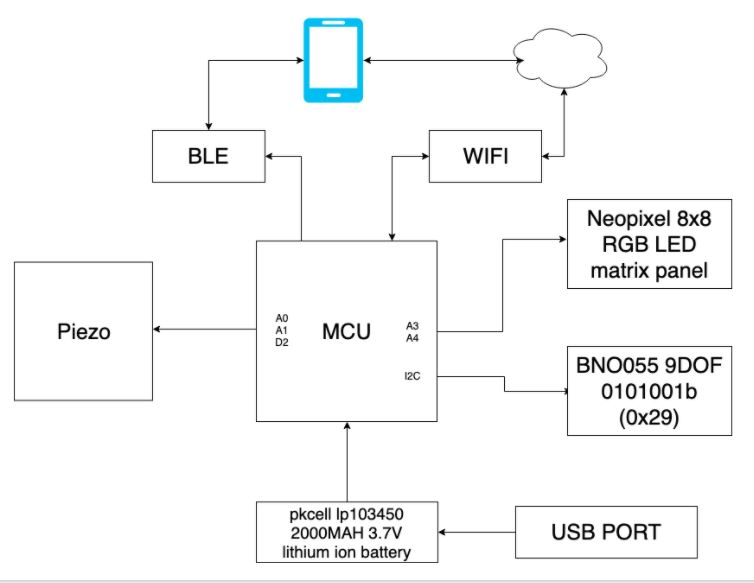 BLE
WIFI
Neopixel 8x8
RGB LED
matrix panel
Piezo
A0
A1
D2
MCU
A3
A4
I2C
BNO055 9DOF
0101001b
(0x29)
pkcell lp103450
2000MAH 3.7V
lithium ion battery
USB PORT